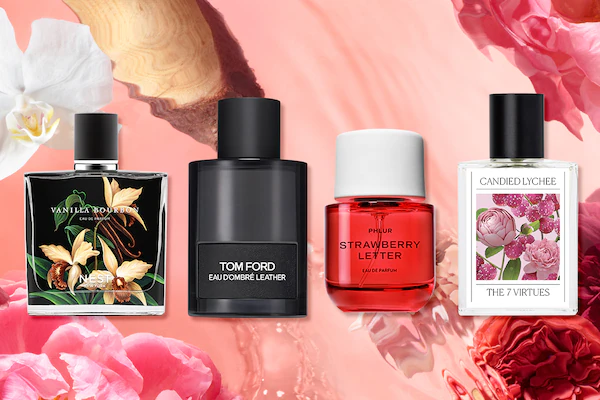 VANILLA BOURBON
EAU DE PARFUM
NEST
TOM FORD
EAU D'OMBRÉ LEATHER
PHLUR
STRAWBERRY
LETTER
EAU DE PARFUM
CANDIED LYCHEE
THE 7 VIRTUES